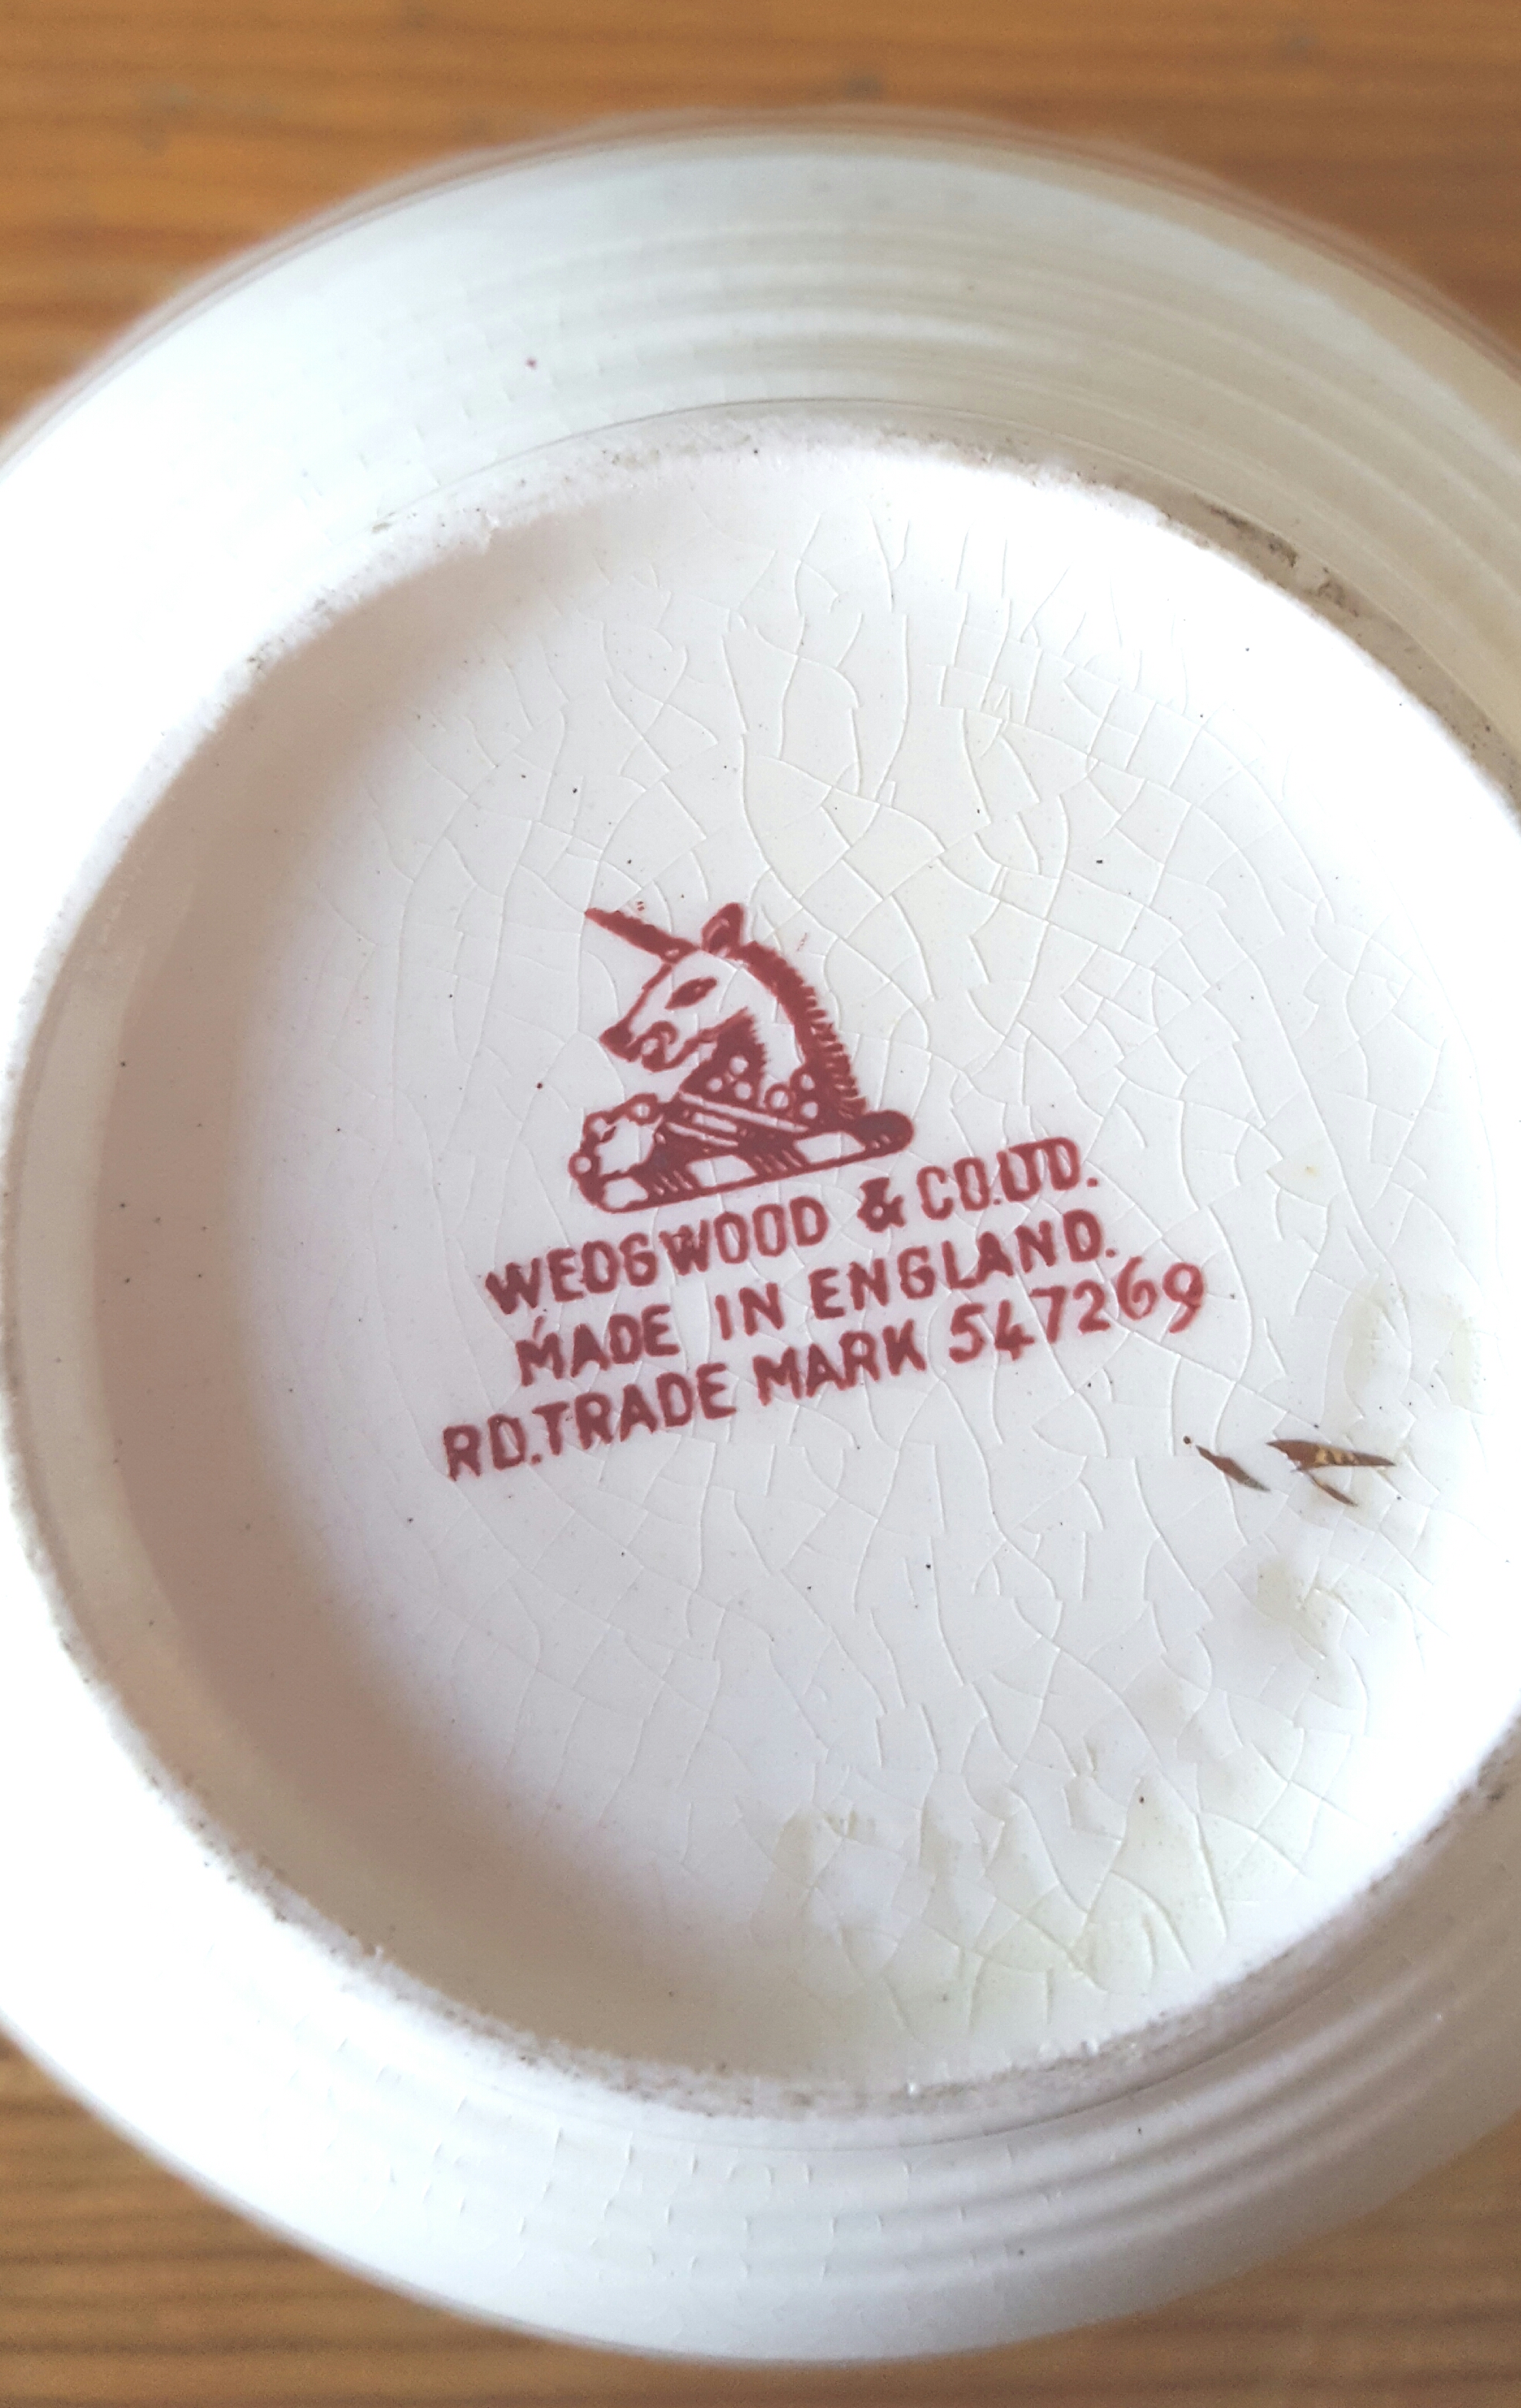 WEDGWOOD & CO.LTD.
MADE IN ENGLAND.
RD.TRADE MARK 547269